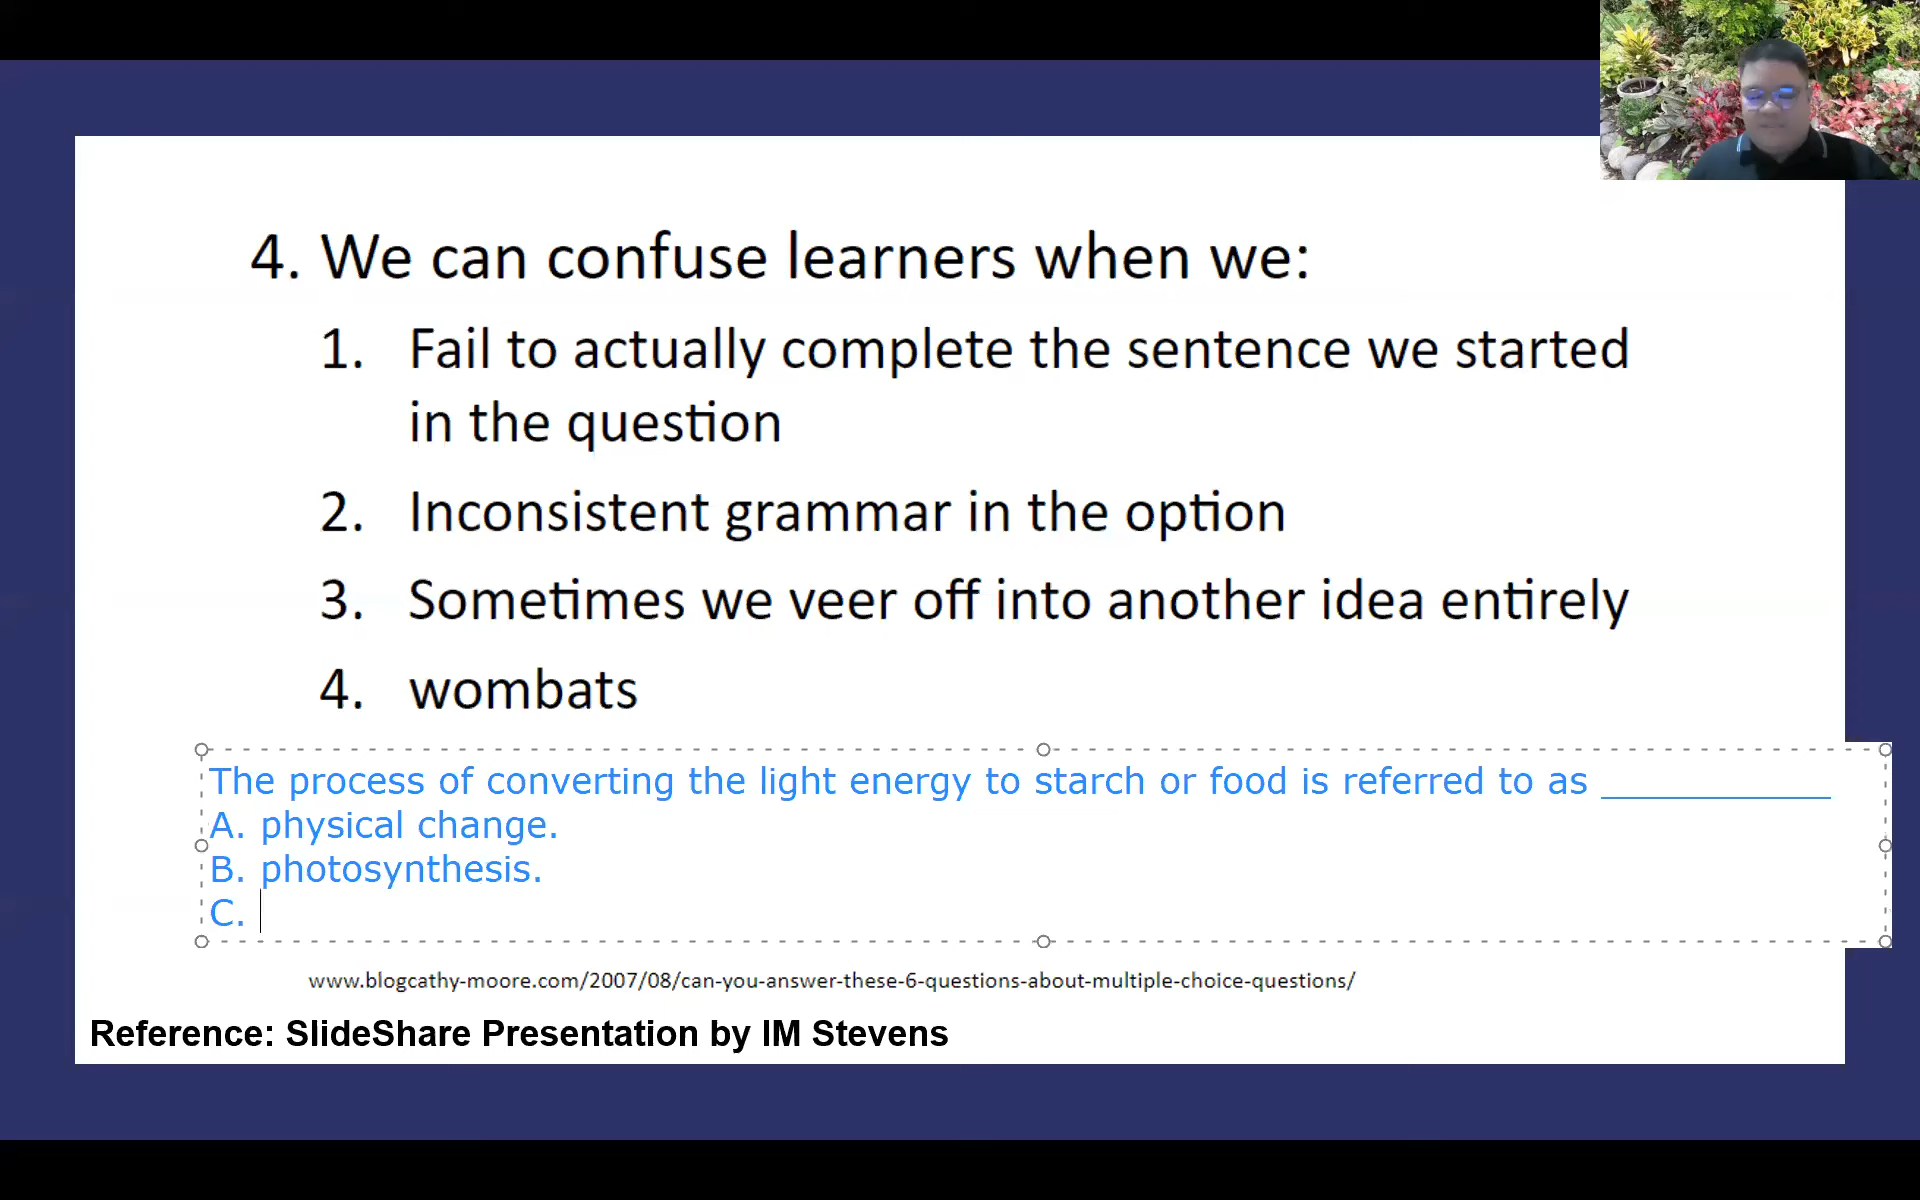 4. We can confuse learners when we:
1. Fail to actually complete the sentence we started
in the question
2. Inconsistent grammar in the option
3. Sometimes we veer off into another idea entirely
4. wombats
The process of converting the light energy to starch or food is referred to as ____________
A. physical change.
B. photosynthesis.
C.
www.blogcathy-moore.com/2007/08/can-you-answer-these-6-questions-about-multiple-choice-questions/
Reference: SlideShare Presentation by IM Stevens